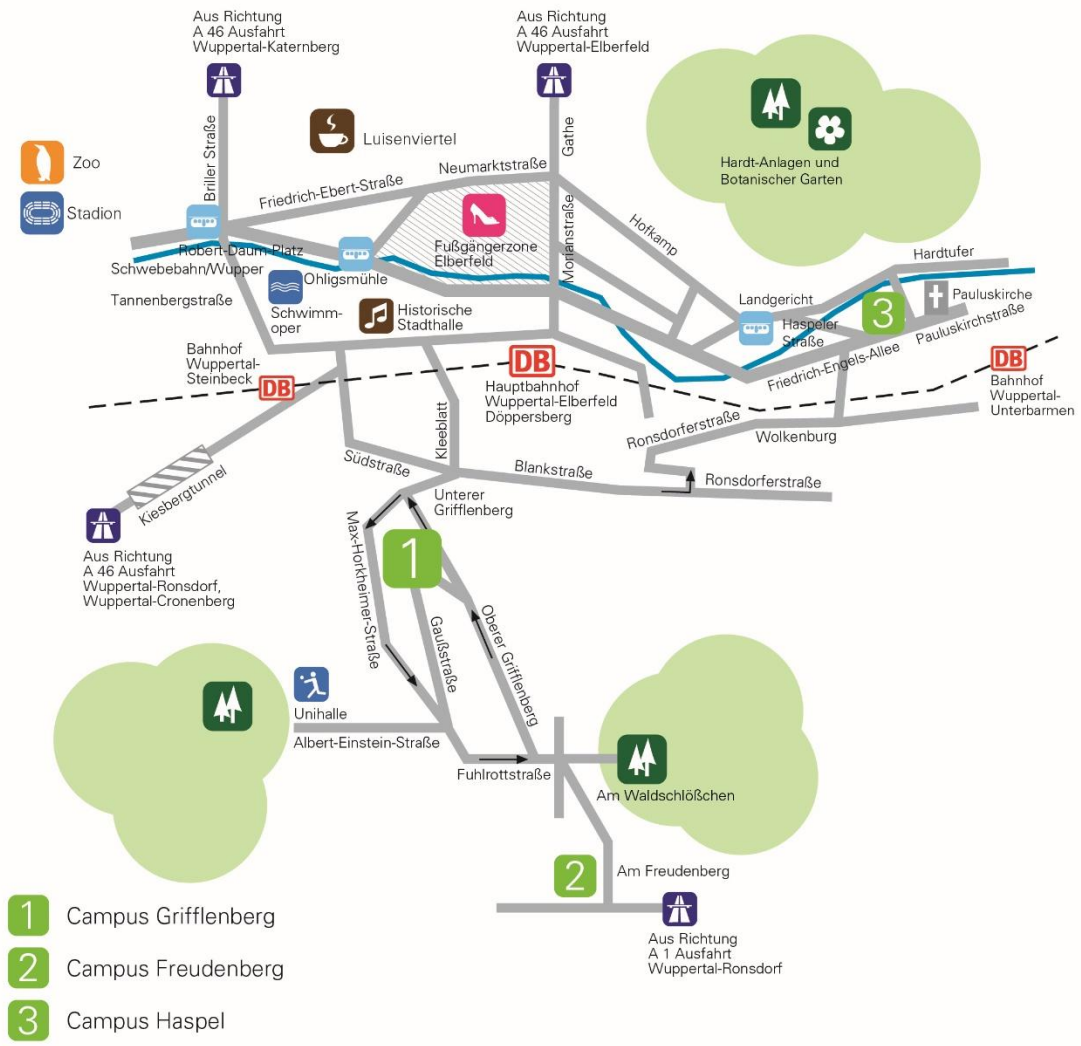 Aus Richtung
A 46 Ausfahrt
Wuppertal-Katernberg
Aus Richtung
A 46 Ausfahrt
Wuppertal-Elberfeld
Briller Straße
Luisenviertel
Gathe
Zoo
Stadion
Hardt-Anlagen und
Botanischer Garten
Friedrich-Ebert-Straße
Neumarktstraße
Morianstraße
Hofkamp
Fußgängerzone
Elberfeld
Robert-Daum-Platz
Schwebebahn/Wupper
Ohligsmühle
Hardtufer
Tannenbergstraße
Schwimm-
oper
Historische
Stadthalle
Landgericht
Haspeler
Straße
3
Pauluskirche
Pauluskirchstraße
Friedrich-Engels-Allee
Bahnhof
Wuppertal-
Steinbeck
DB
DB
Hauptbahnhof
Wuppertal-Elberfeld
Döppersberg
DB
Bahnhof
Wuppertal-
Unterbarmen
Kleeblatt
Südstraße
Blankstraße
Ronsdorferstraße
Wolkenburg
Ronsdorferstraße
Kiesbergtunnel
Unterer
Grifflenberg
Aus Richtung
A 46 Ausfahrt
Wuppertal-Ronsdorf,
Wuppertal-Cronenberg
1
Max-Horkheimer-Straße
Gaußstraße
Oberer Grifflenberg
Unihalle
Albert-Einstein-Straße
Fuhlrottstraße
Am Waldschlößchen
2
Am Freudenberg
Aus Richtung
A 1 Ausfahrt
Wuppertal-Ronsdorf
1 Campus Grifflenberg
2 Campus Freudenberg
3 Campus Haspel